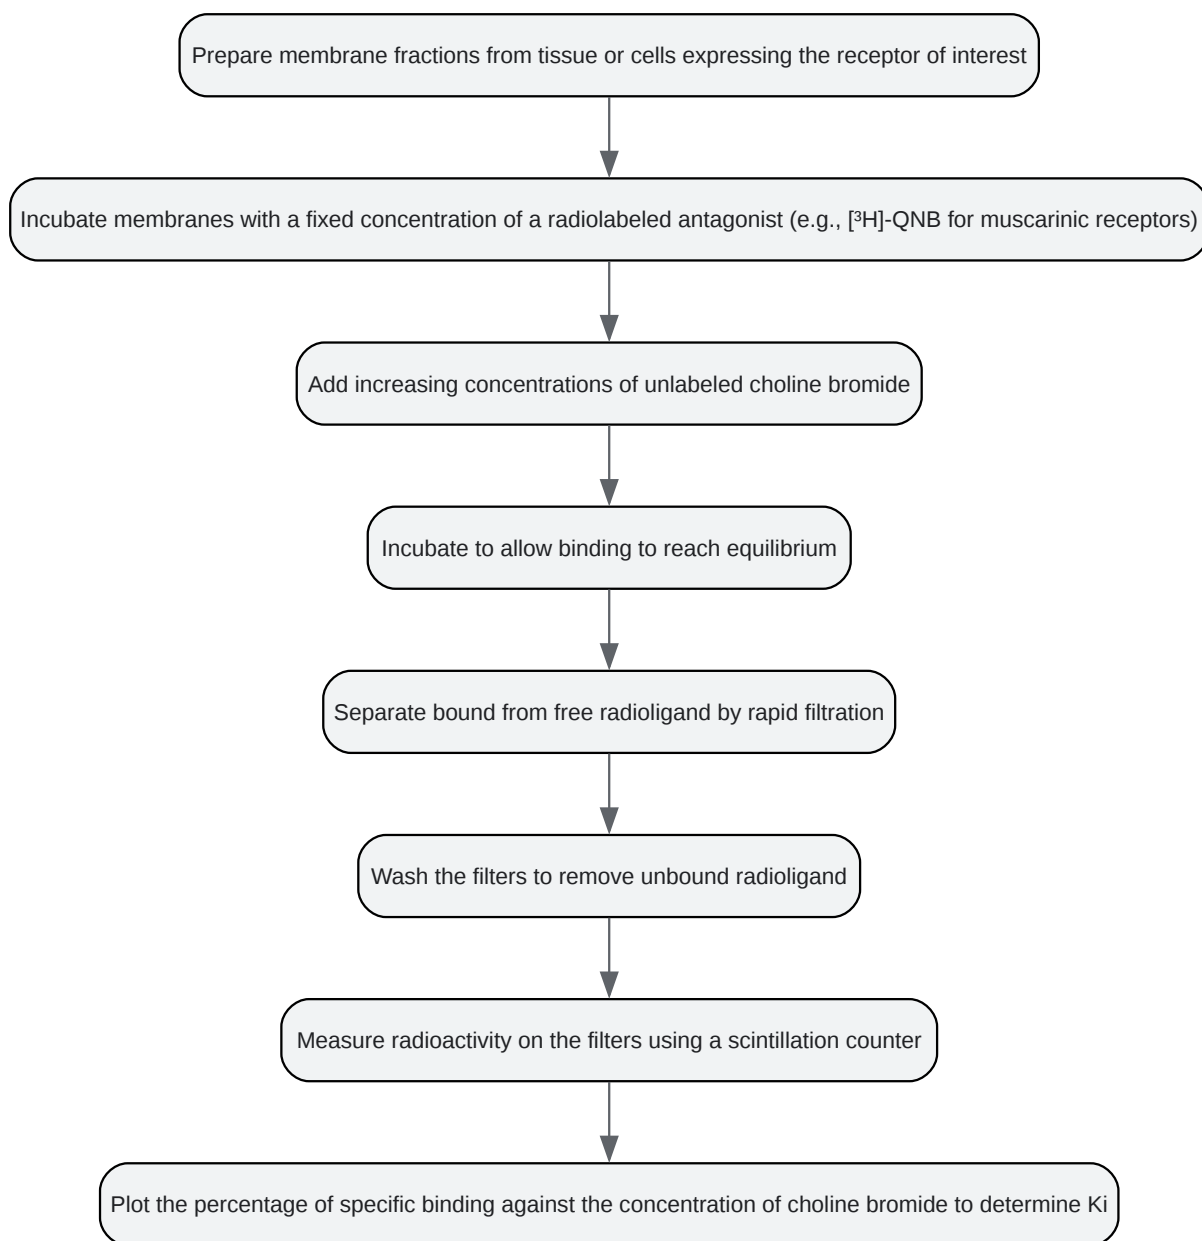 Prepare membrane fractions from tissue or cells expressing the receptor of interest
Incubate membranes with a fixed concentration of a radiolabeled antagonist (e.g., [³H]-QNB for muscarinic receptors)
Add increasing concentrations of unlabeled choline bromide
Incubate to allow binding to reach equilibrium
Separate bound from free radioligand by rapid filtration
Wash the filters to remove unbound radioligand
Measure radioactivity on the filters using a scintillation counter
Plot the percentage of specific binding against the concentration of choline bromide to determine Ki